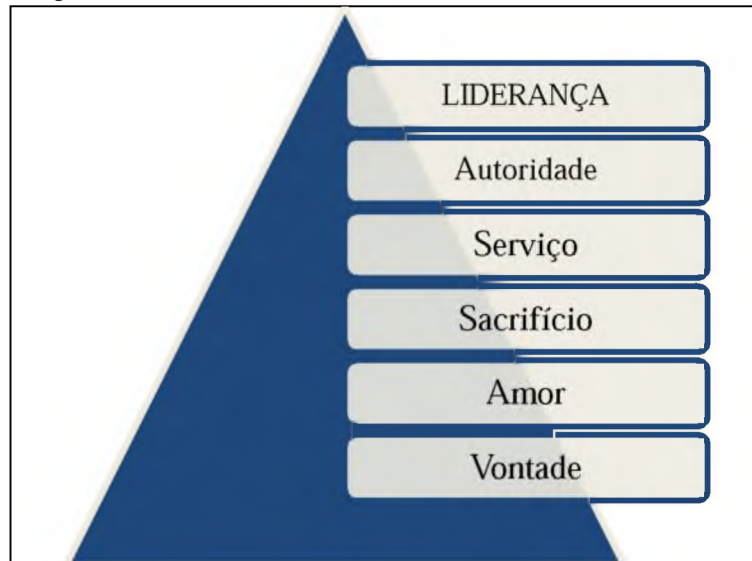 LIDERANÇA
Autoridade
Serviço
Sacrifício
Amor
Vontade